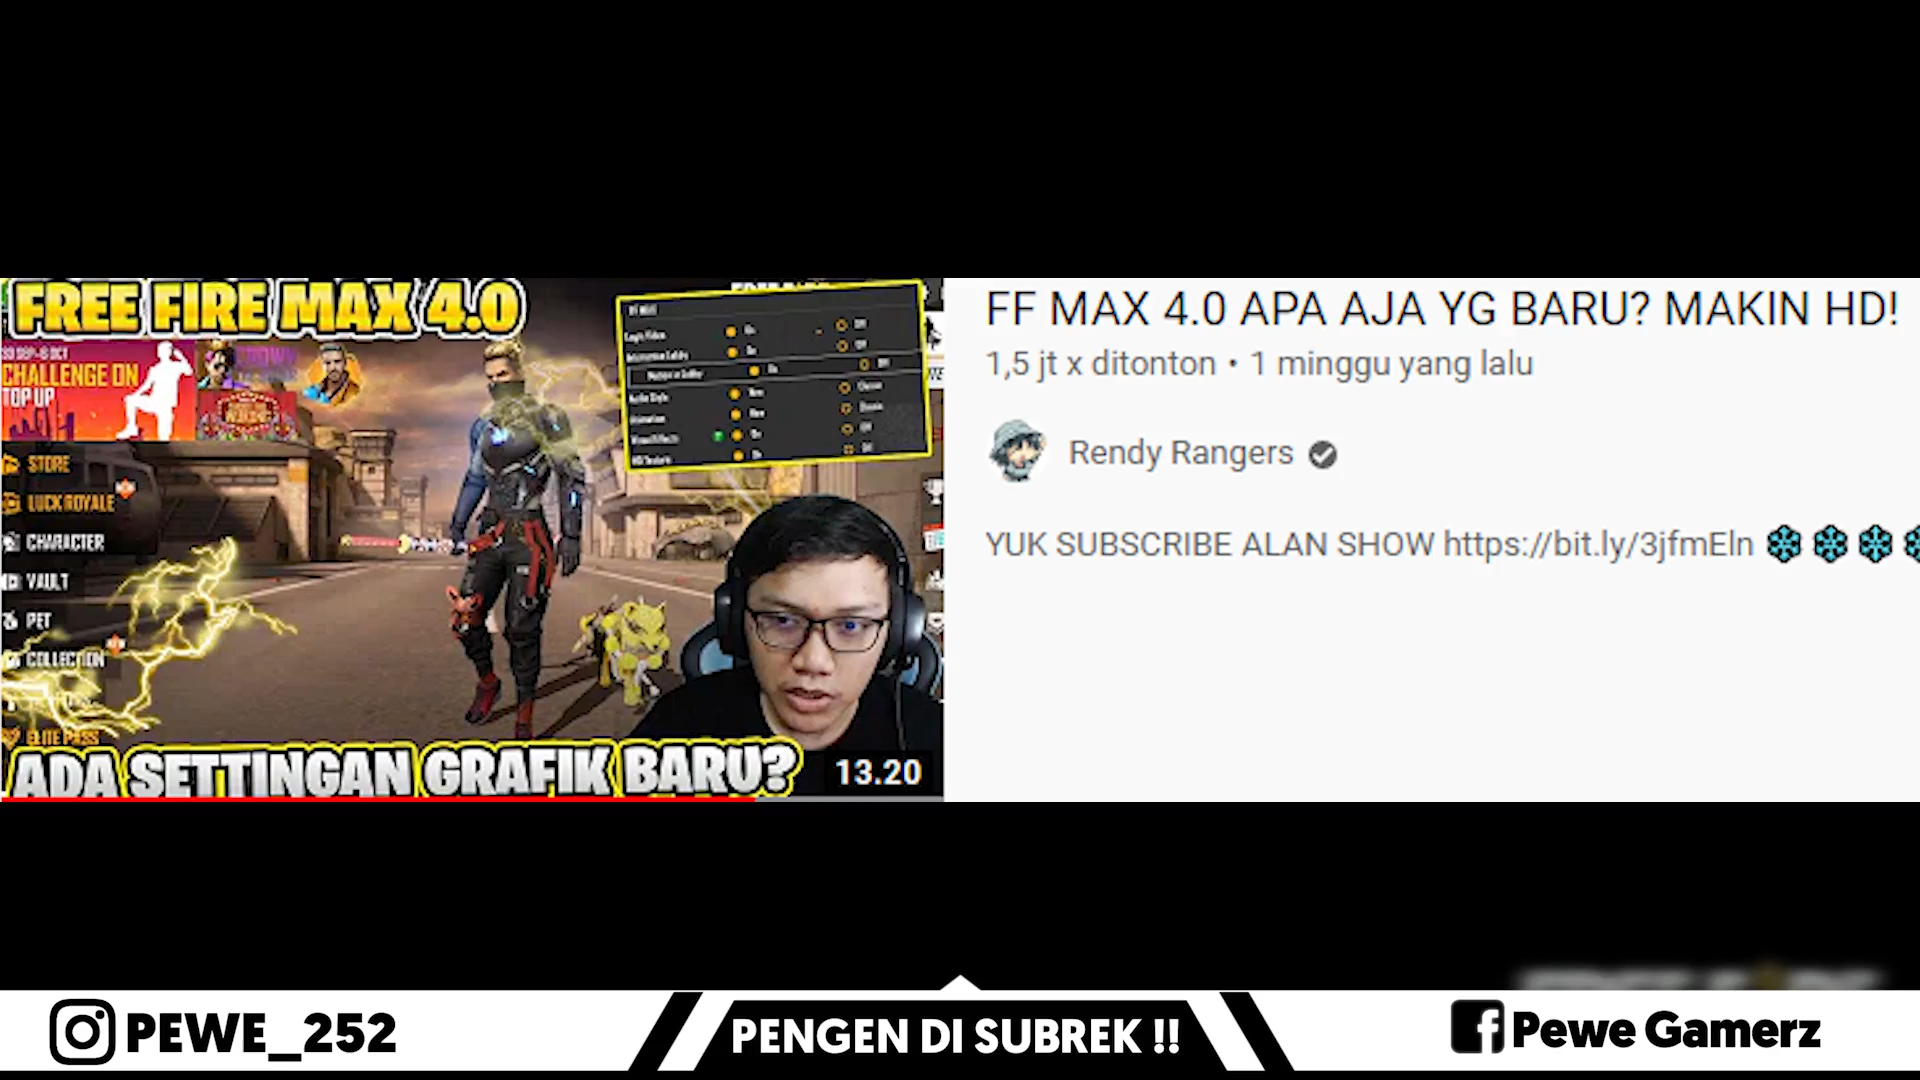 FREE FIRE MAX 4.0
CHALLENGE ON
TOP UP
STORE
LUCK ROYALE
CHARACTER
VAULT
PET
COLLECTION
ELITE PASS
ADA SETTINGAN GRAFIK BARU?
13.20
FF MAX 4.0 APA AJA YG BARU? MAKIN HD!
1,5 jt x ditonton • 1 minggu yang lalu
Rendy Rangers
YUK SUBSCRIBE ALAN SHOW https://bit.ly/3jfmEln
PEWE_252
PENGEN DI SUBREK !!
Pewe Gamerz